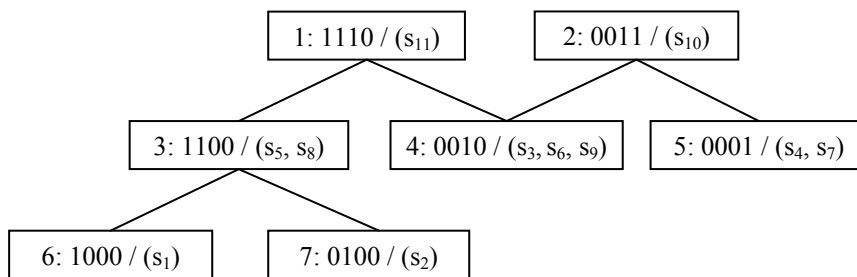 1: 1110 / (s₁₁)
2: 0011 / (s₁₀)
3: 1100 / (s₅, s₈)
4: 0010 / (s₃, s₆, s₉)
5: 0001 / (s₄, s₇)
6: 1000 / (s₁)
7: 0100 / (s₂)